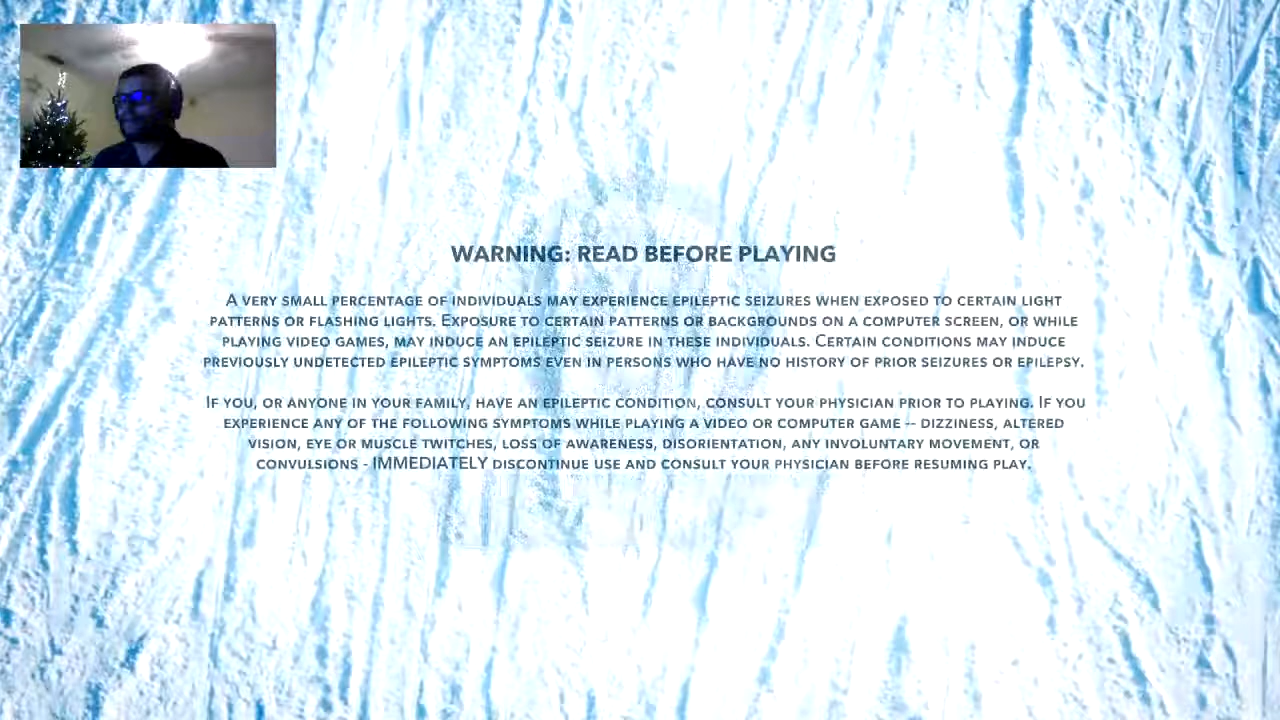 WARNING: READ BEFORE PLAYING
A VERY SMALL PERCENTAGE OF INDIVIDUALS MAY EXPERIENCE EPILEPTIC SEIZURES WHEN EXPOSED TO CERTAIN LIGHT
PATTERNS OR FLASHING LIGHTS. EXPOSURE TO CERTAIN PATTERNS OR BACKGROUNDS ON A COMPUTER SCREEN, OR WHILE
PLAYING VIDEO GAMES, MAY INDUCE AN EPILEPTIC SEIZURE IN THESE INDIVIDUALS. CERTAIN CONDITIONS MAY INDUCE
PREVIOUSLY UNDETECTED EPILEPTIC SYMPTOMS EVEN IN PERSONS WHO HAVE NO HISTORY OF PRIOR SEIZURES OR EPILEPSY.
IF YOU, OR ANYONE IN YOUR FAMILY, HAVE AN EPILEPTIC CONDITION, CONSULT YOUR PHYSICIAN PRIOR TO PLAYING. IF YOU
EXPERIENCE ANY OF THE FOLLOWING SYMPTOMS WHILE PLAYING A VIDEO OR COMPUTER GAME -- DIZZINESS, ALTERED
VISION, EYE OR MUSCLE TWITCHES, LOSS OF AWARENESS, DISORIENTATION, ANY INVOLUNTARY MOVEMENT, OR
CONVULSIONS - IMMEDIATELY DISCONTINUE USE AND CONSULT YOUR PHYSICIAN BEFORE RESUMING PLAY.